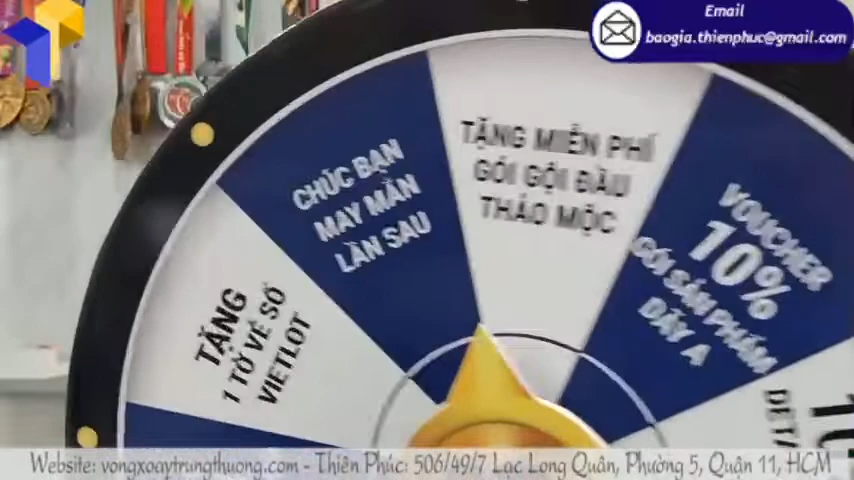 Email
baogia.thienphuc@gmail.com
TẶNG MIỄN PHÍ
GÓI GỘI ĐẦU
THẢO MỘC
CHÚC BẠN
MAY MẮN
LẦN SAU
VOUCHER
10%
GÓI SẢN PHẨM
DÃY A
TẶNG
1 TỜ VÉ SỐ
VIETLOT
Website: vongxoaytrungthuong.com - Thiên Phúc: 506/49/7 Lạc Long Quân, Phường 5, Quận 11, HCM